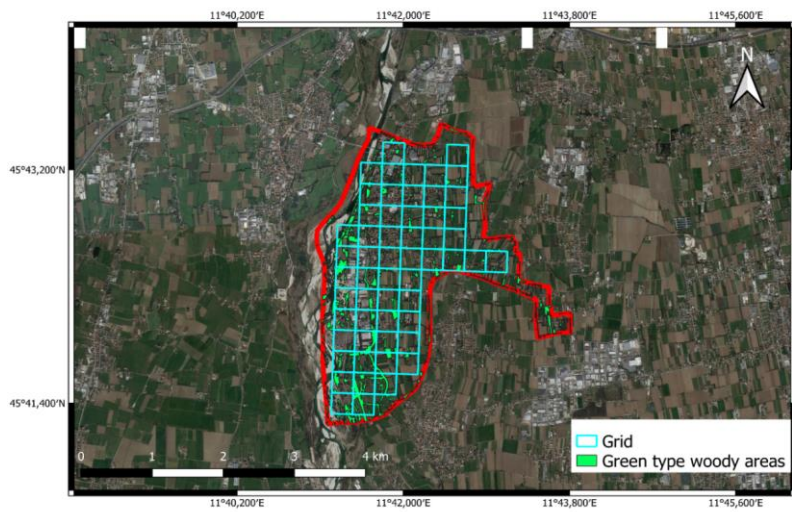 11°40,200'E 11°42,000'E 11°43,800'E 11°45,600'E
N
45°43,200'N
45°41,400'N
Grid
Green type woody areas
0 1 2 3 4 km
11°40,200'E 11°42,000'E 11°43,800'E 11°45,600'E